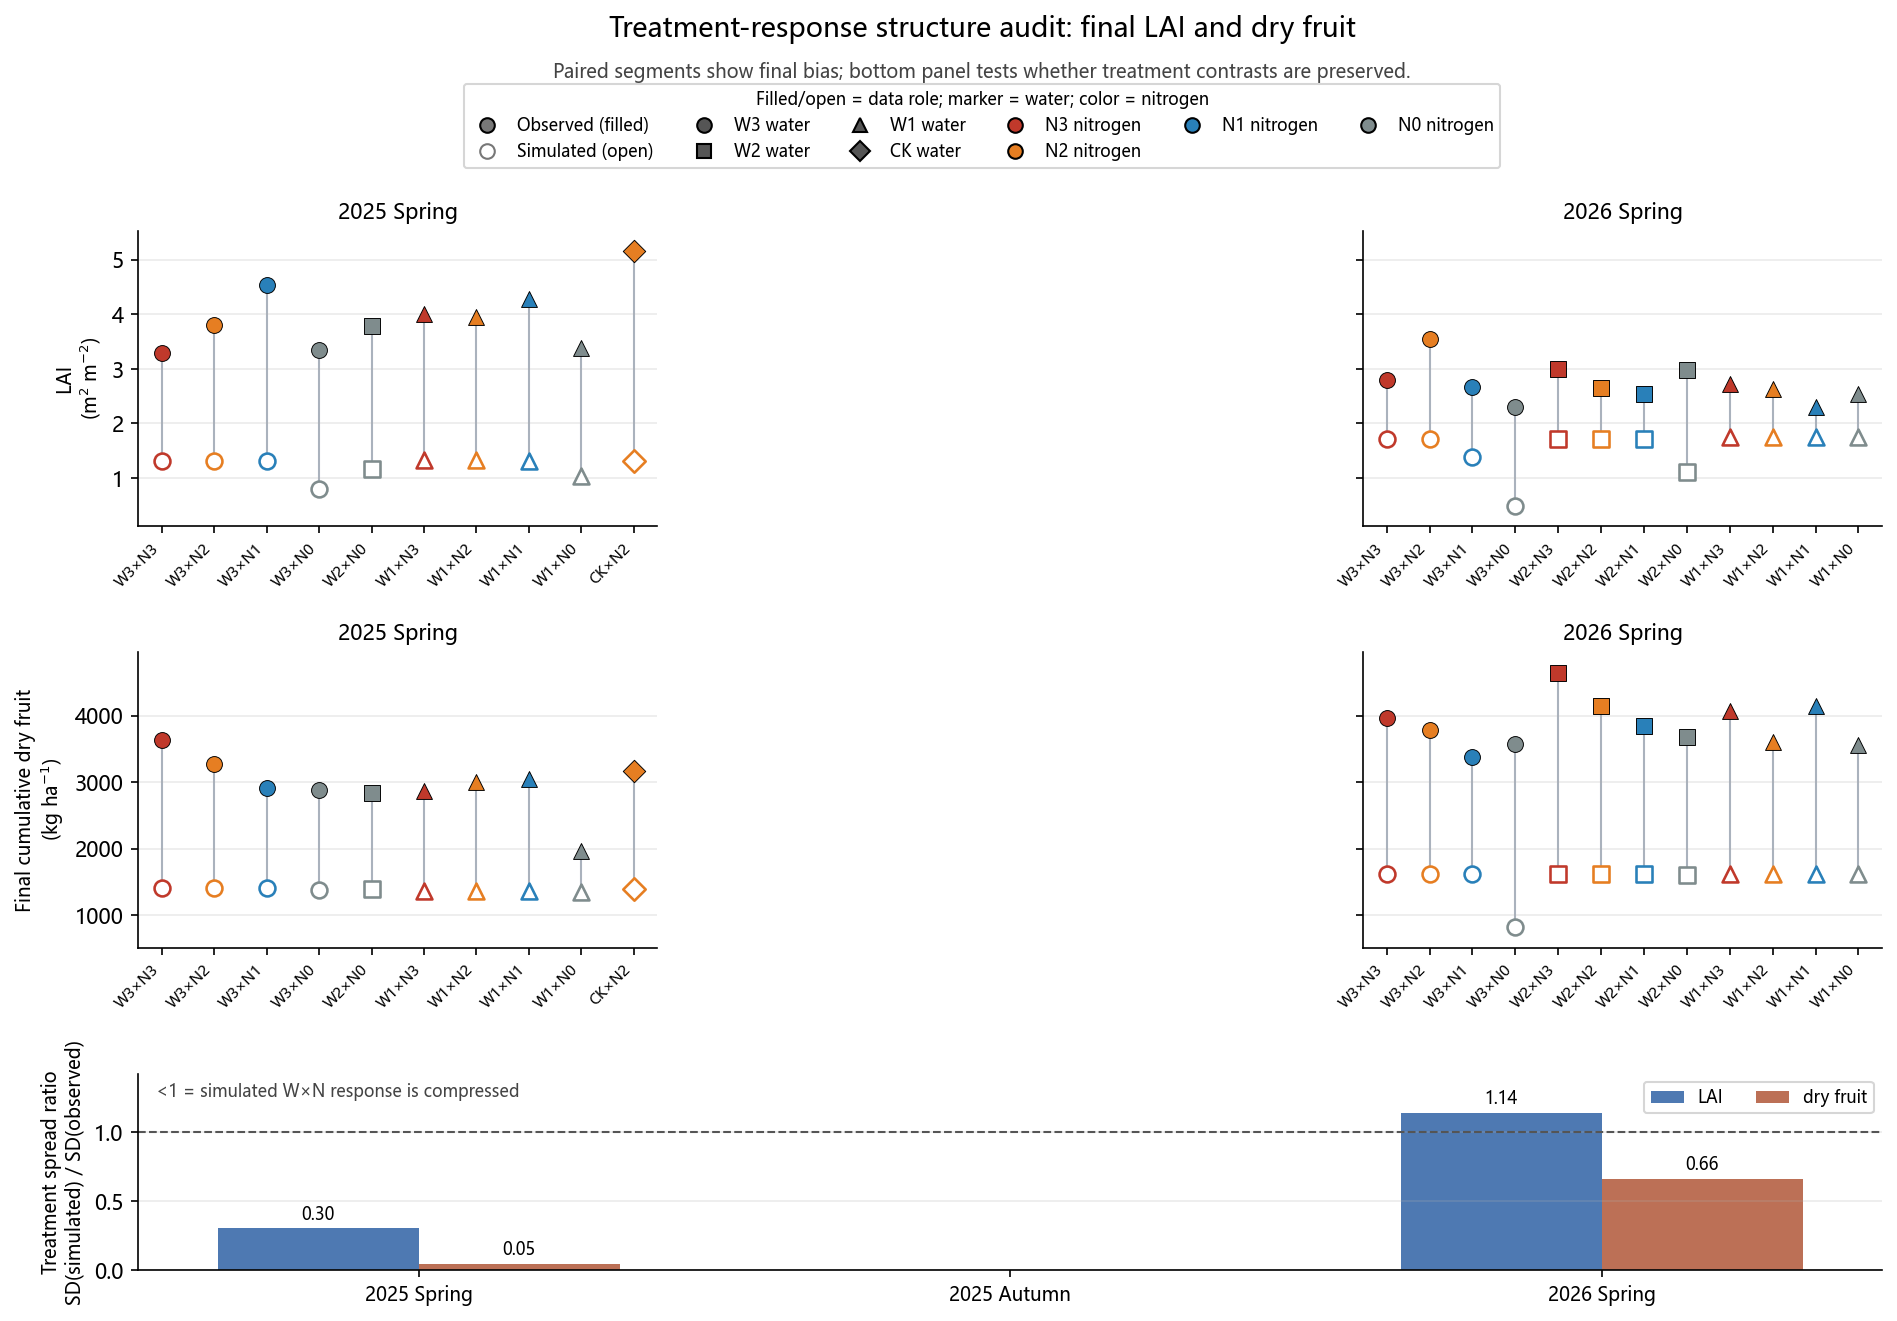 Treatment-response structure audit: final LAI and dry fruit
Paired segments show final bias; bottom panel tests whether treatment contrasts are preserved.
Filled/open = data role; marker = water; color = nitrogen
Observed (filled) W3 water W1 water N3 nitrogen N1 nitrogen N0 nitrogen
Simulated (open) W2 water CK water N2 nitrogen
2025 Spring
LAI
(m² m⁻²)
5
4
3
2
1
W3×N3 W3×N2 W3×N1 W3×N0 W2×N0 W1×N3 W1×N2 W1×N1 W1×N0 CK×N2
2026 Spring
W3×N3 W3×N2 W3×N1 W3×N0 W2×N3 W2×N2 W2×N1 W2×N0 W1×N3 W1×N2 W1×N1 W1×N0
2025 Spring
Final cumulative dry fruit
(kg ha⁻¹)
4000
3000
2000
1000
W3×N3 W3×N2 W3×N1 W3×N0 W2×N0 W1×N3 W1×N2 W1×N1 W1×N0 CK×N2
2026 Spring
W3×N3 W3×N2 W3×N1 W3×N0 W2×N3 W2×N2 W2×N1 W2×N0 W1×N3 W1×N2 W1×N1 W1×N0
Treatment spread ratio
SD(simulated) / SD(observed)
<1 = simulated W×N response is compressed
LAI dry fruit
1.0
0.5
0.0
0.30
0.05
1.14
0.66
2025 Spring 2025 Autumn 2026 Spring